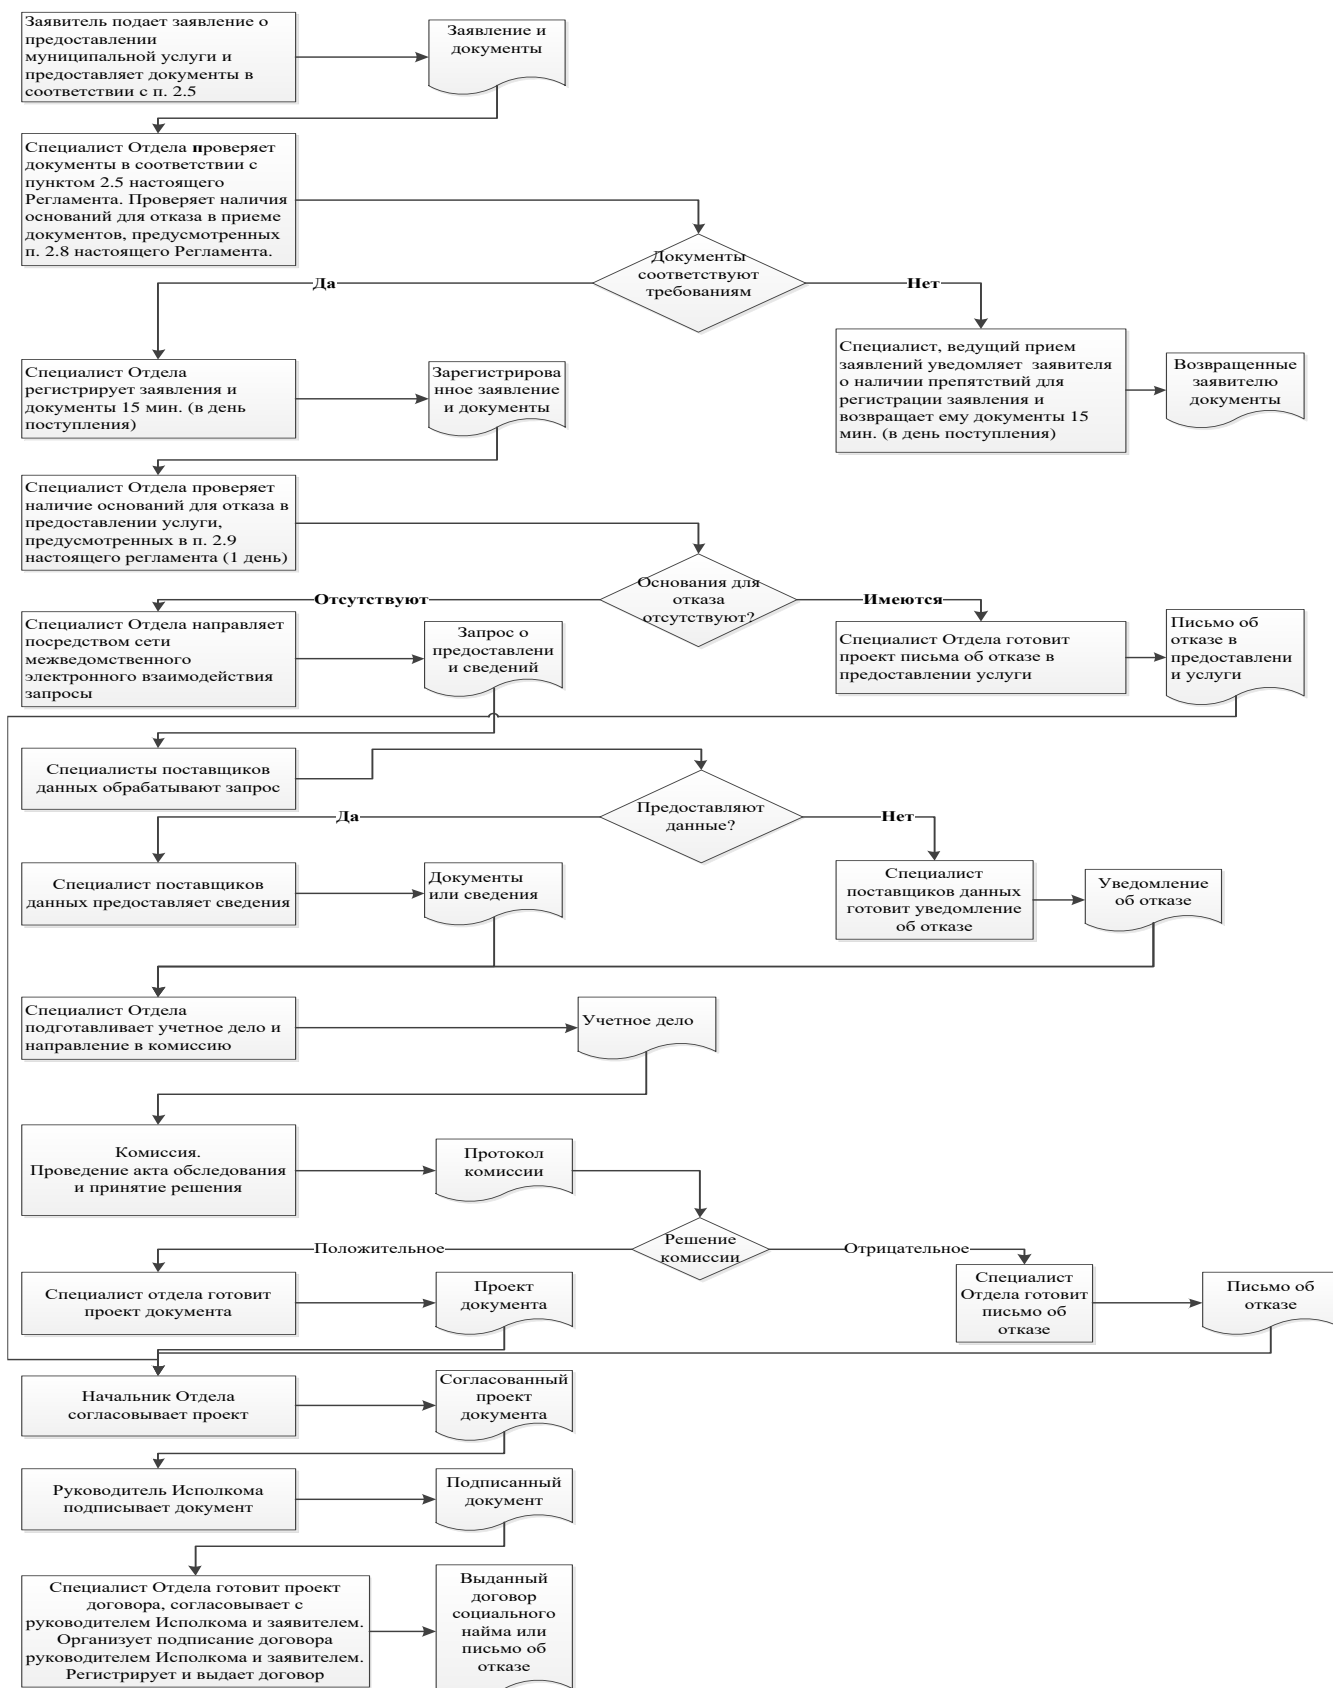 Заявитель подает заявление о
предоставлении
муниципальной услуги и
предоставляет документы в
соответствии с п. 2.5
Заявление и
документы
Специалист Отдела проверяет
документы в соответствии с
пунктом 2.5 настоящего
Регламента. Проверяет наличия
оснований для отказа в приеме
документов, предусмотренных
п. 2.8 настоящего Регламента.
Документы
соответствуют
требованиям
Да
Нет
Специалист Отдела
регистрирует заявления и
документы 15 мин. (в день
поступления)
Зарегистрирова
нное заявление
и документы
Специалист, ведущий прием
заявлений уведомляет заявителя
о наличии препятствий для
регистрации заявления и
возвращает ему документы 15
мин. (в день поступления)
Возвращенные
заявителю
документы
Специалист Отдела проверяет
наличие оснований для отказа в
предоставлении услуги,
предусмотренных в п. 2.9
настоящего регламента (1 день)
Основания для
отказа
отсутствуют?
Отсутствуют
Имеются
Специалист Отдела направляет
посредством сети
межведомственного
электронного взаимодействия
запросы
Запрос о
предоставлени
и сведений
Специалист Отдела готовит
проект письма об отказе в
предоставлении услуги
Письмо об
отказе в
предоставлени
и услуги
Специалисты поставщиков
данных обрабатывают запрос
Предоставляют
данные?
Да
Нет
Специалист поставщиков
данных предоставляет сведения
Документы
или сведения
Специалист
поставщиков данных
готовит уведомление
об отказе
Уведомление
об отказе
Специалист Отдела
подготавливает учетное дело и
направление в комиссию
Учетное дело
Комиссия.
Проведение акта обследования
и принятие решения
Протокол
комиссии
Решение
комиссии
Положительное
Отрицательное
Специалист отдела готовит
проект документа
Проект
документа
Специалист
Отдела готовит
письмо об
отказе
Письмо об
отказе
Начальник Отдела
согласовывает проект
Согласованный
проект
документа
Руководитель Исполкома
подписывает документ
Подписанный
документ
Специалист Отдела готовит проект
договора, согласовывает с
руководителем Исполкома и заявителем.
Организует подписание договора
руководителем Исполкома и заявителем.
Регистрирует и выдает договор
Выданный
договор
социального
найма или
письмо об
отказе